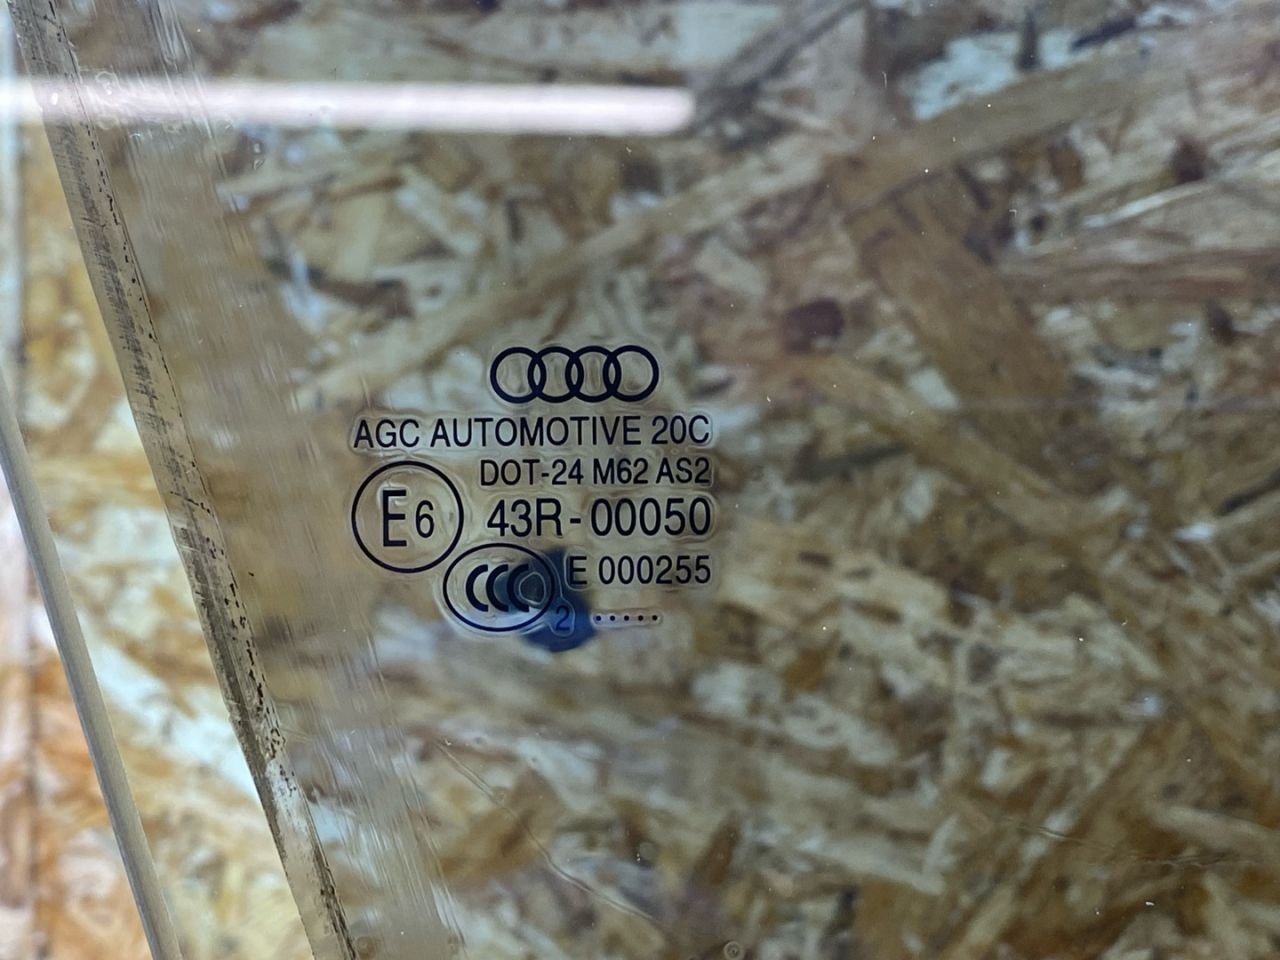 AGC AUTOMOTIVE 20C
DOT-24 M62 AS2
E6 43R-00050
CCC E 000255
2 .....